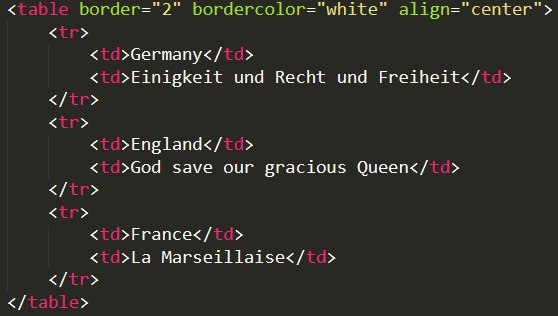 <table border="2" bordercolor="white" align="center">
<tr>
<td>Germany</td>
<td>Einigkeit und Recht und Freiheit</td>
</tr>
<tr>
<td>England</td>
<td>God save our gracious Queen</td>
</tr>
<tr>
<td>France</td>
<td>La Marseillaise</td>
</tr>
</table>